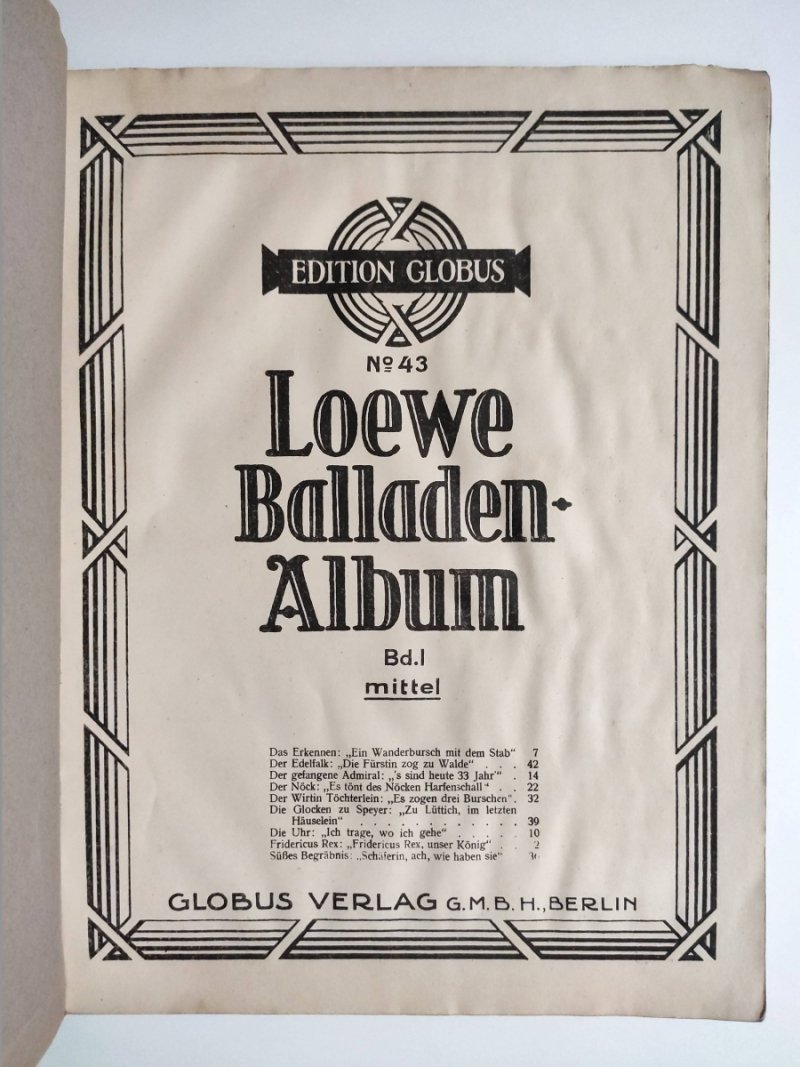 EDITION GLOBUS
No 43
Loewe
Balladen-
Album
Bd. I
mittel
Das Erkennen: „Ein Wanderbursch mit dem Stab“ 7
Der Edelfalk: „Die Fürstin zog zu Walde“ . . . 42
Der gefangene Admiral: „'s sind heute 33 Jahr'“ . 14
Der Nöck: „Es tönt des Nöcken Harfenschall“ . . 22
Der Wirtin Töchterlein: „Es zogen drei Burschen“. 32
Die Glocken zu Speyer: „Zu Lüttich, im letzten
Häuselein“ . . . . . . . . . . . 39
Die Uhr: „Ich trage, wo ich gehe“ . . . . . 10
Fridericus Rex: „Fridericus Rex, unser König“ . . 2
Süßes Begräbnis: „Schäferin, ach, wie haben sie“
GLOBUS VERLAG G.M.B.H., BERLIN